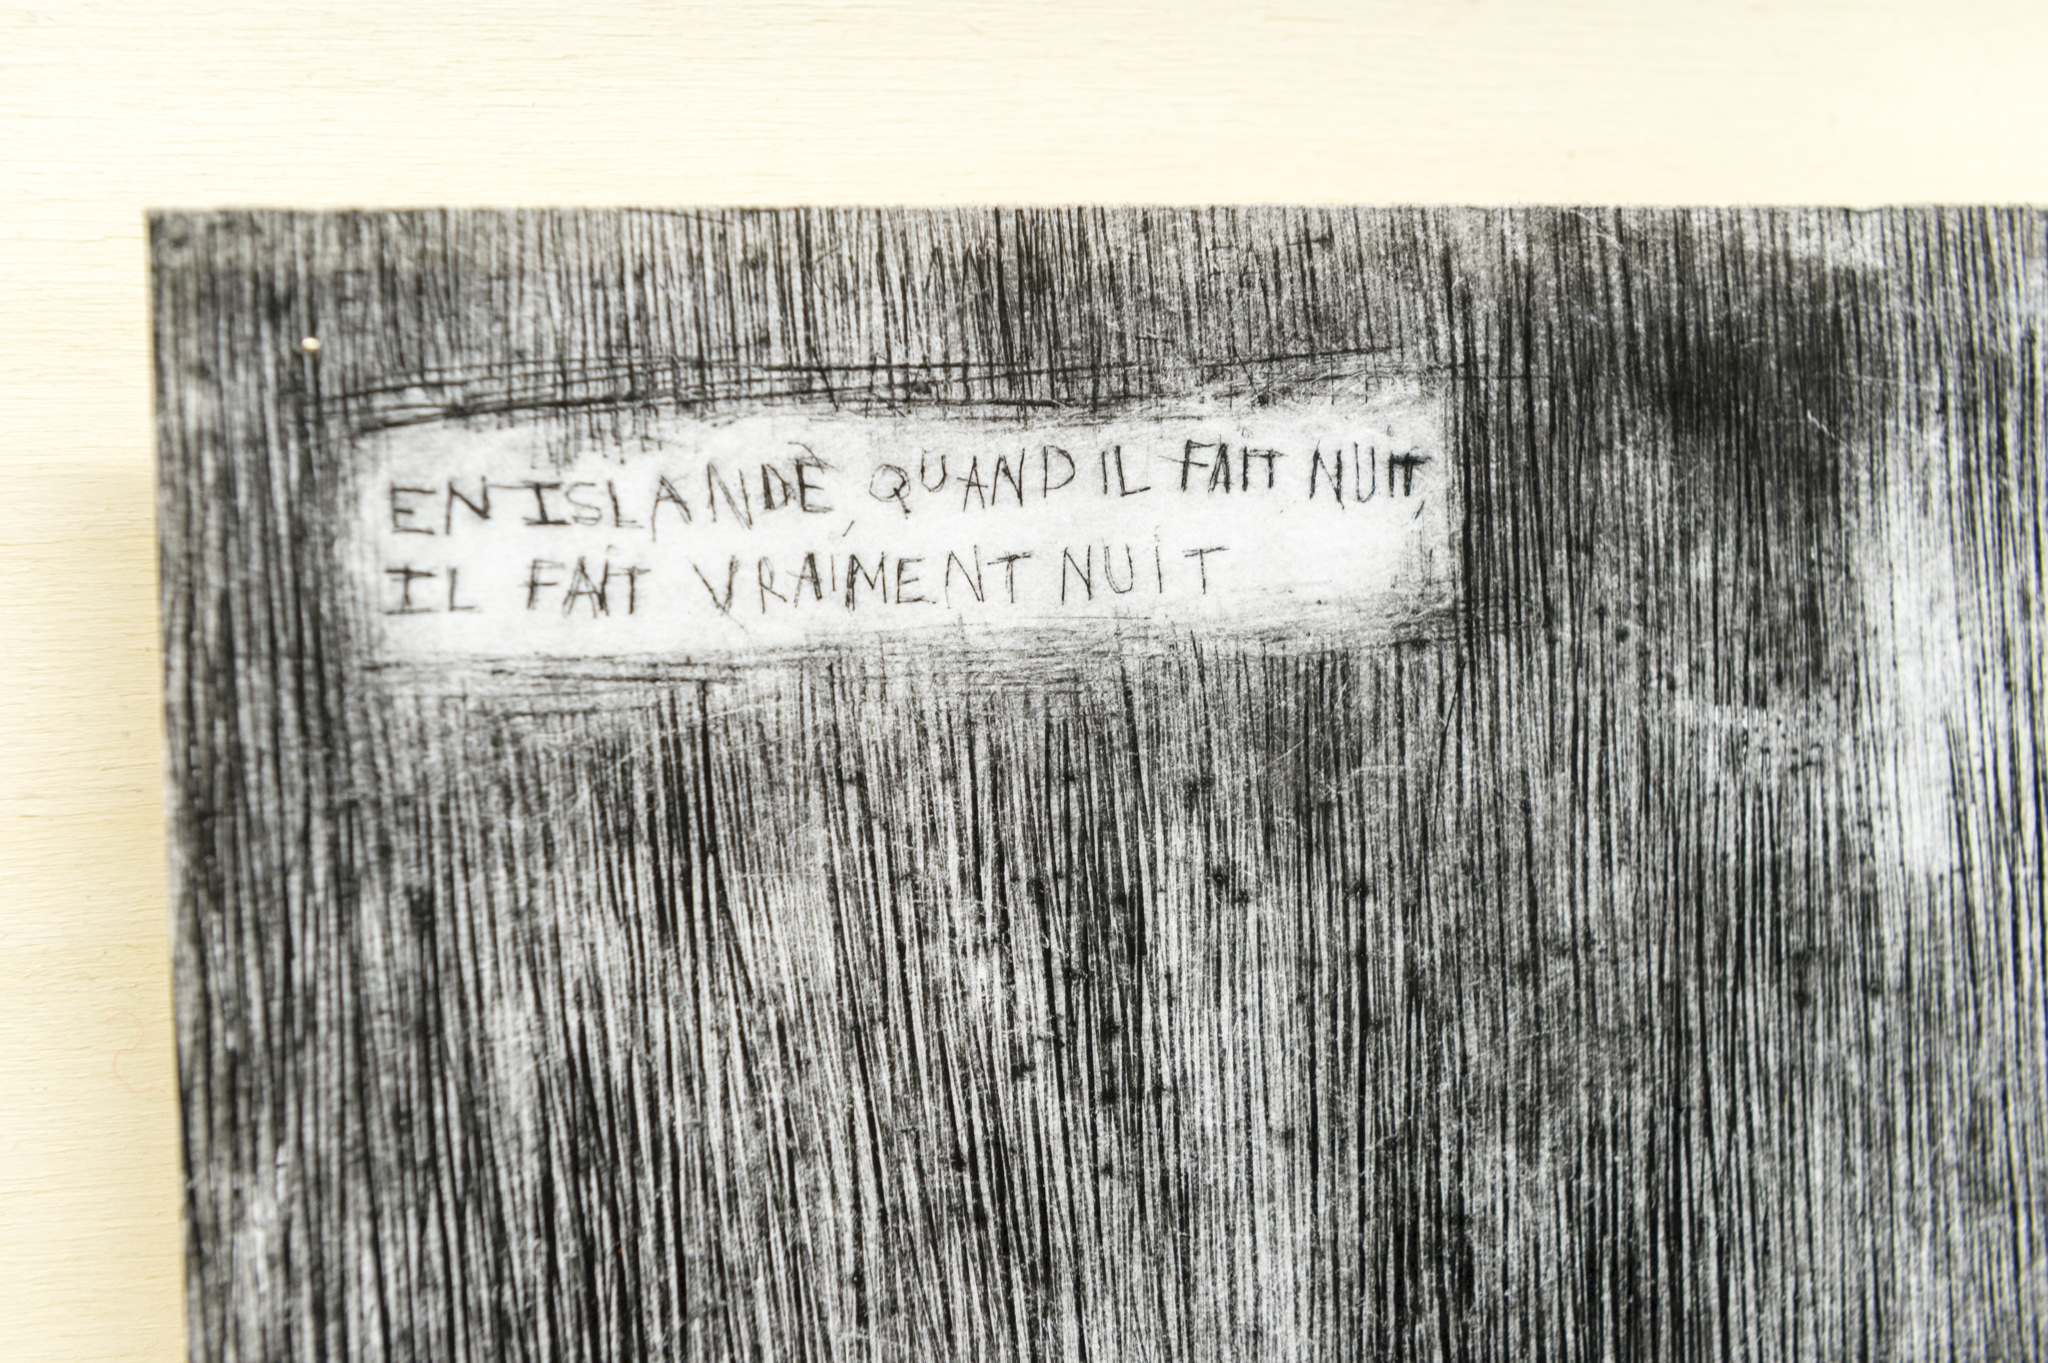 EN ISLANDE QUAND IL FAIT NUIT,
IL FAIT VRAIMENT NUIT